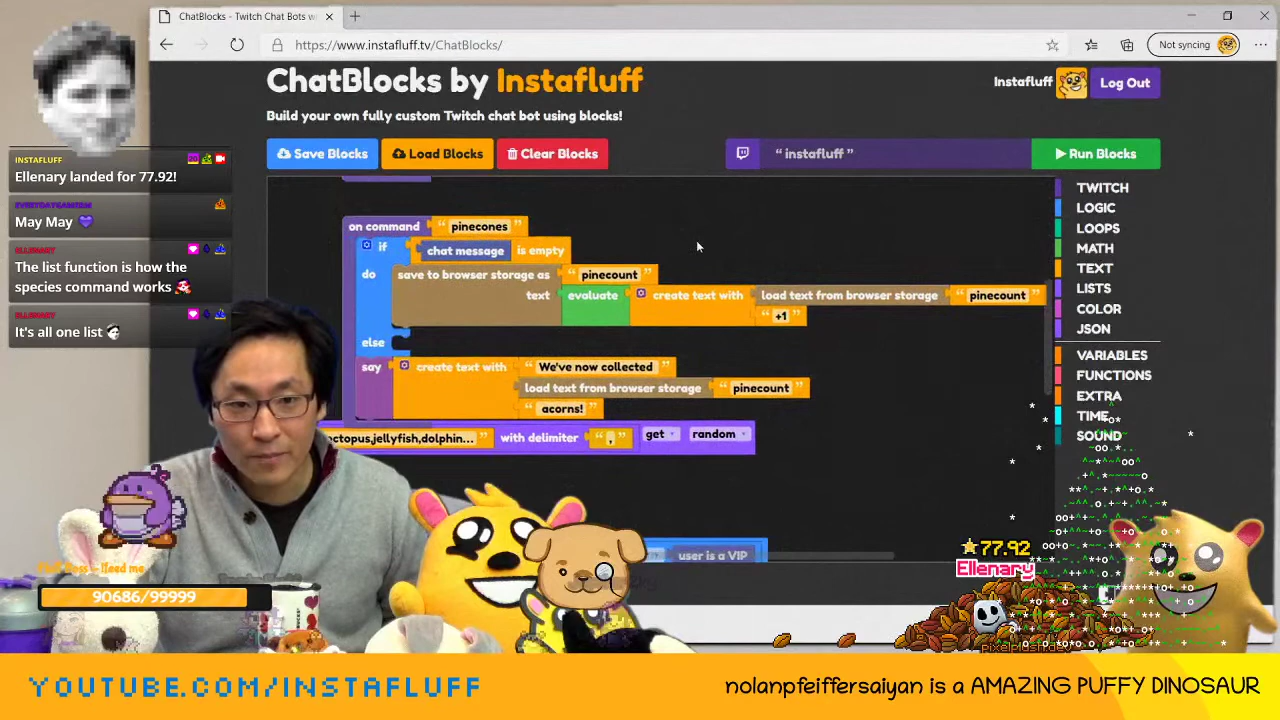 ChatBlocks - Twitch Chat Bots w
https://www.instafluff.tv/ChatBlocks/
Not syncing
ChatBlocks by Instafluff
Instafluff
Log Out
Build your own fully custom Twitch chat bot using blocks!
Save Blocks
Load Blocks
Clear Blocks
“ instafluff ”
Run Blocks
INSTAFLUFF
Ellenary landed for 77.92!
May May
ELLENARY
The list function is how the
species command works
ELLENARY
It's all one list
on command “ pinecones ”
if chat message is empty
do save to browser storage as “ pinecount ”
text evaluate create text with load text from browser storage “ pinecount ”
“ +1 ”
else
say create text with “ We've now collected ”
load text from browser storage “ pinecount ”
“ acorns! ”
octopus,jellyfish,dolphin... ” with delimiter “ , ” get random
user is a VIP
TWITCH
LOGIC
LOOPS
MATH
TEXT
LISTS
COLOR
JSON
VARIABLES
FUNCTIONS
EXTRA
TIME
SOUND
77.92
Ellenary
90686/99999
YOUTUBE.COM/INSTAFLUFF
nolanpfeiffersaiyan is a AMAZING PUFFY DINOSAUR